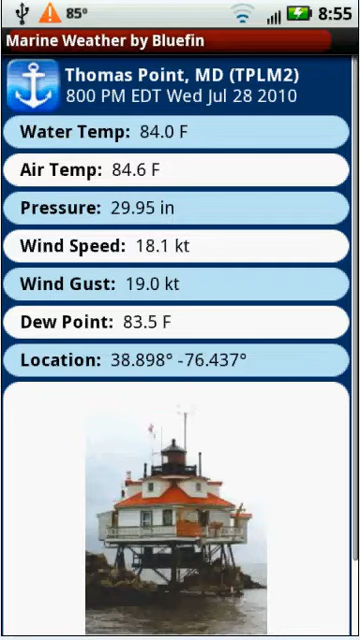 85° 8:55
Marine Weather by Bluefin
Thomas Point, MD (TPLM2)
800 PM EDT Wed Jul 28 2010
Water Temp: 84.0 F
Air Temp: 84.6 F
Pressure: 29.95 in
Wind Speed: 18.1 kt
Wind Gust: 19.0 kt
Dew Point: 83.5 F
Location: 38.898° -76.437°